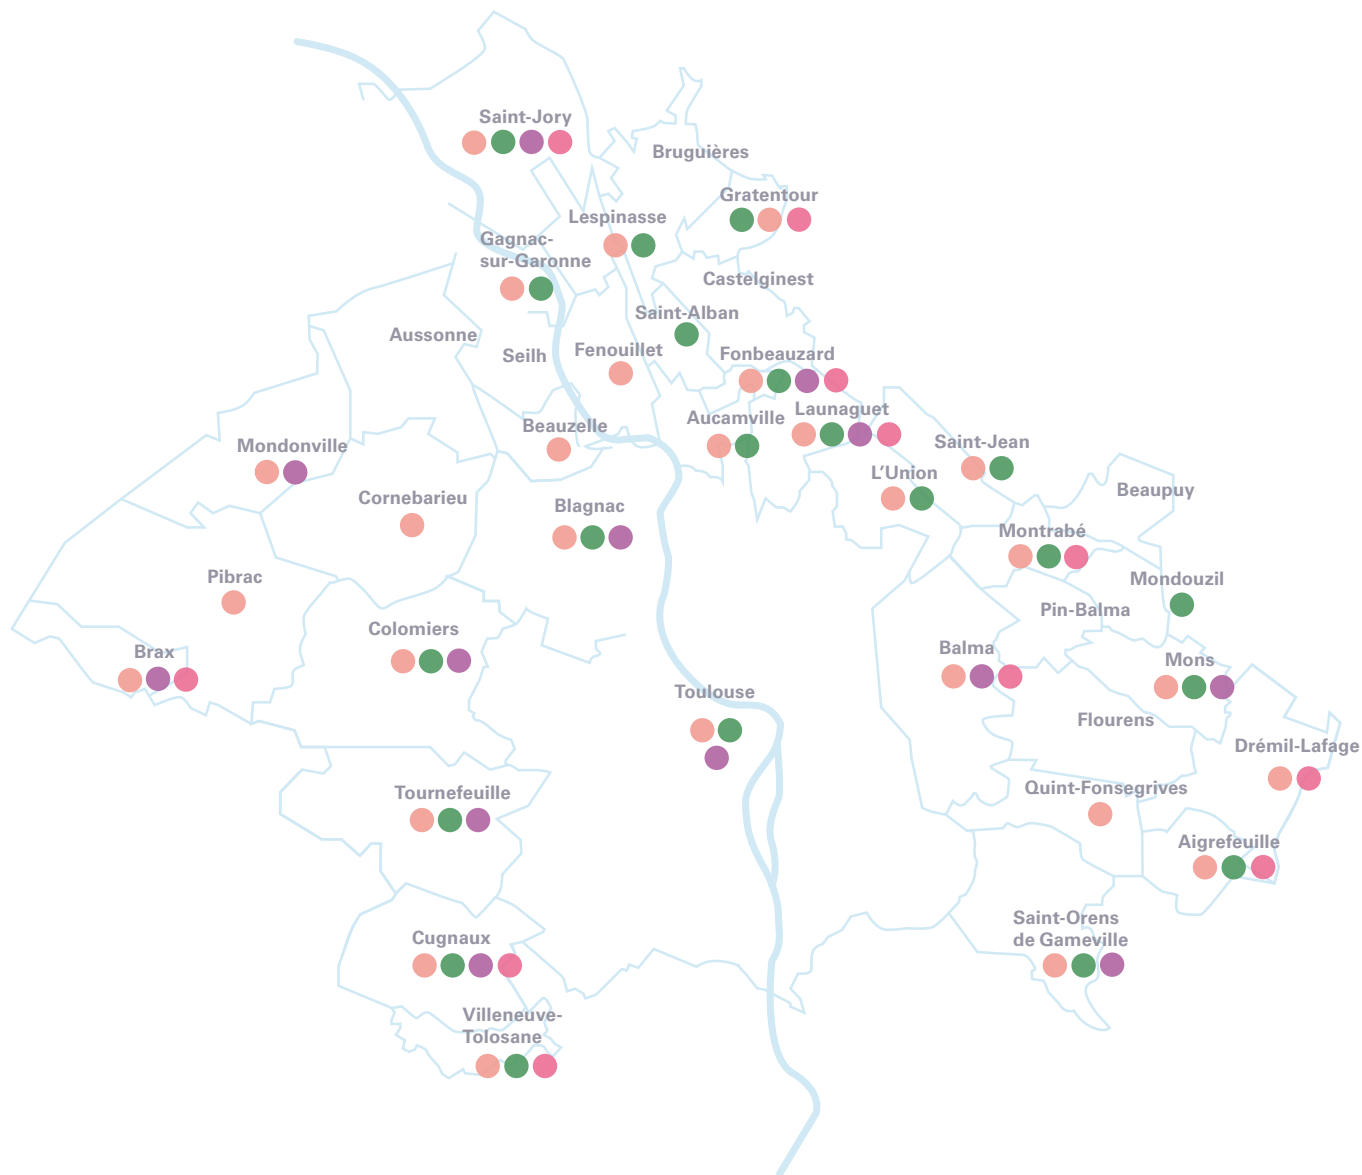 Saint-Jory
Bruguières
Gratentour
Lespinasse
Gagnac-
sur-Garonne
Castelginest
Saint-Alban
Aussonne
Seilh
Fenouillet
Fonbeauzard
Beauzelle
Aucamville
Launaguet
Saint-Jean
Mondonville
L’Union
Beaupuy
Cornebarieu
Blagnac
Montrabé
Pibrac
Mondouzil
Pin-Balma
Colomiers
Brax
Balma
Mons
Toulouse
Flourens
Drémil-Lafage
Tournefeuille
Quint-Fonsegrives
Aigrefeuille
Saint-Orens
de Gameville
Cugnaux
Villeneuve-
Tolosane